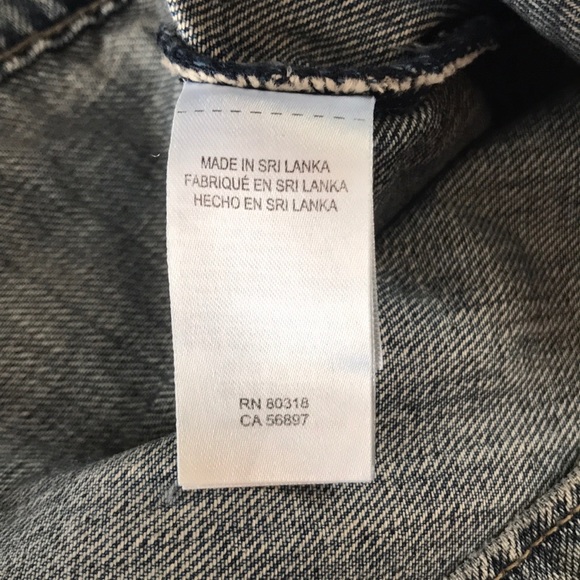 MADE IN SRI LANKA
FABRIQUÉ EN SRI LANKA
HECHO EN SRI LANKA
RN 80318
CA 56897